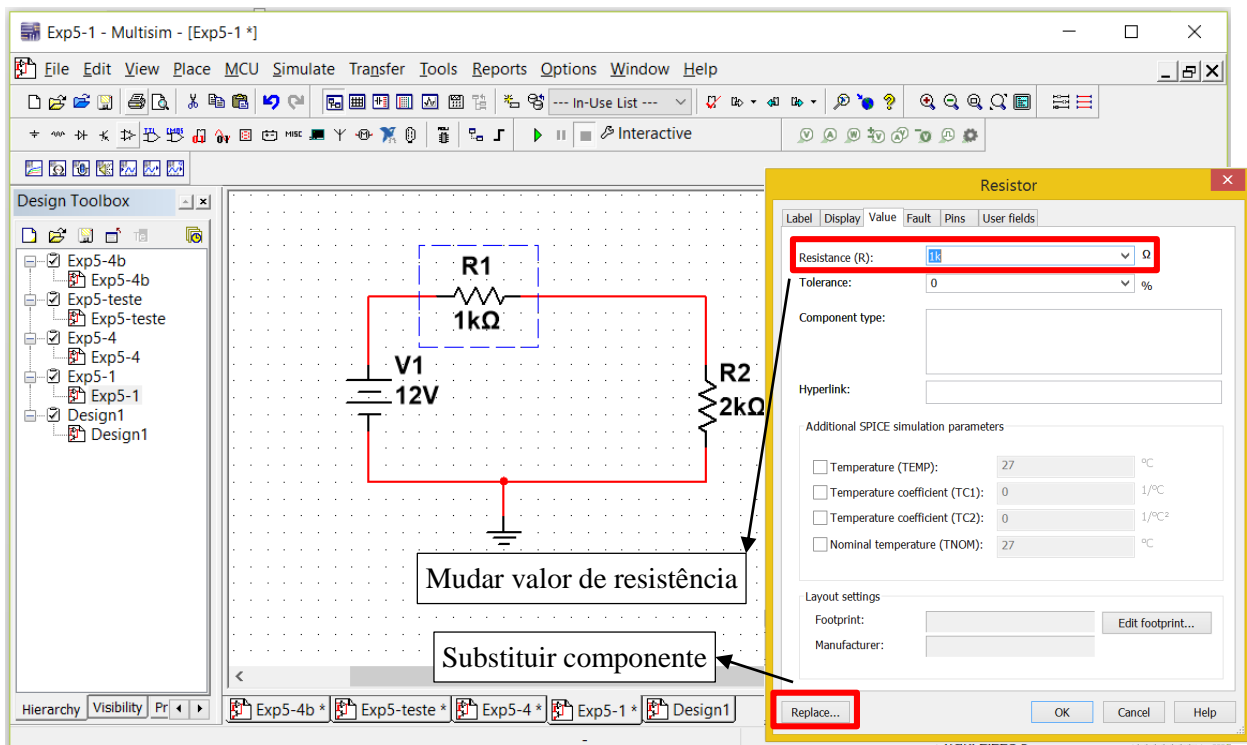 Exp5-1 - Multisim - [Exp5-1 *]
File Edit View Place MCU Simulate Transfer Tools Reports Options Window Help
--- In-Use List ---
Interactive
Design Toolbox
Exp5-4b
Exp5-4b
Exp5-teste
Exp5-teste
Exp5-4
Exp5-4
Exp5-1
Exp5-1
Design1
Design1
Hierarchy Visibility Pr
R1
1kΩ
V1
12V
R2
2kΩ
Mudar valor de resistência
Substituir componente
Exp5-4b * Exp5-teste * Exp5-4 * Exp5-1 * Design1
Resistor
Label Display Value Fault Pins User fields
Resistance (R): 1k Ω
Tolerance: 0 %
Component type:
Hyperlink:
Additional SPICE simulation parameters
Temperature (TEMP): 27 ºC
Temperature coefficient (TC1): 0 1/ºC
Temperature coefficient (TC2): 0 1/ºC²
Nominal temperature (TNOM): 27 ºC
Layout settings
Footprint: Edit footprint...
Manufacturer:
Replace... OK Cancel Help